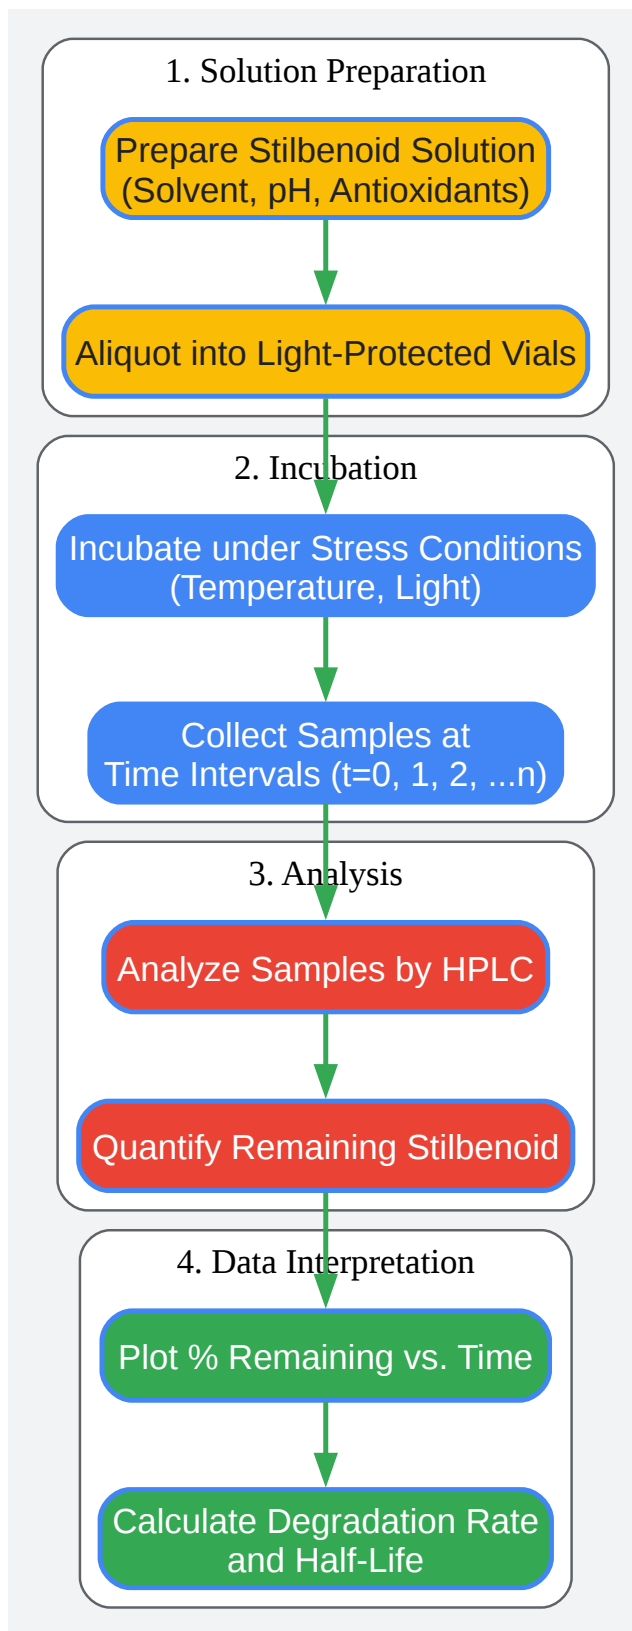 1. Solution Preparation
Prepare Stilbenoid Solution
(Solvent, pH, Antioxidants)
Aliquot into Light-Protected Vials
2. Incubation
Incubate under Stress Conditions
(Temperature, Light)
Collect Samples at
Time Intervals (t=0, 1, 2, ...n)
3. Analysis
Analyze Samples by HPLC
Quantify Remaining Stilbenoid
4. Data Interpretation
Plot % Remaining vs. Time
Calculate Degradation Rate
and Half-Life